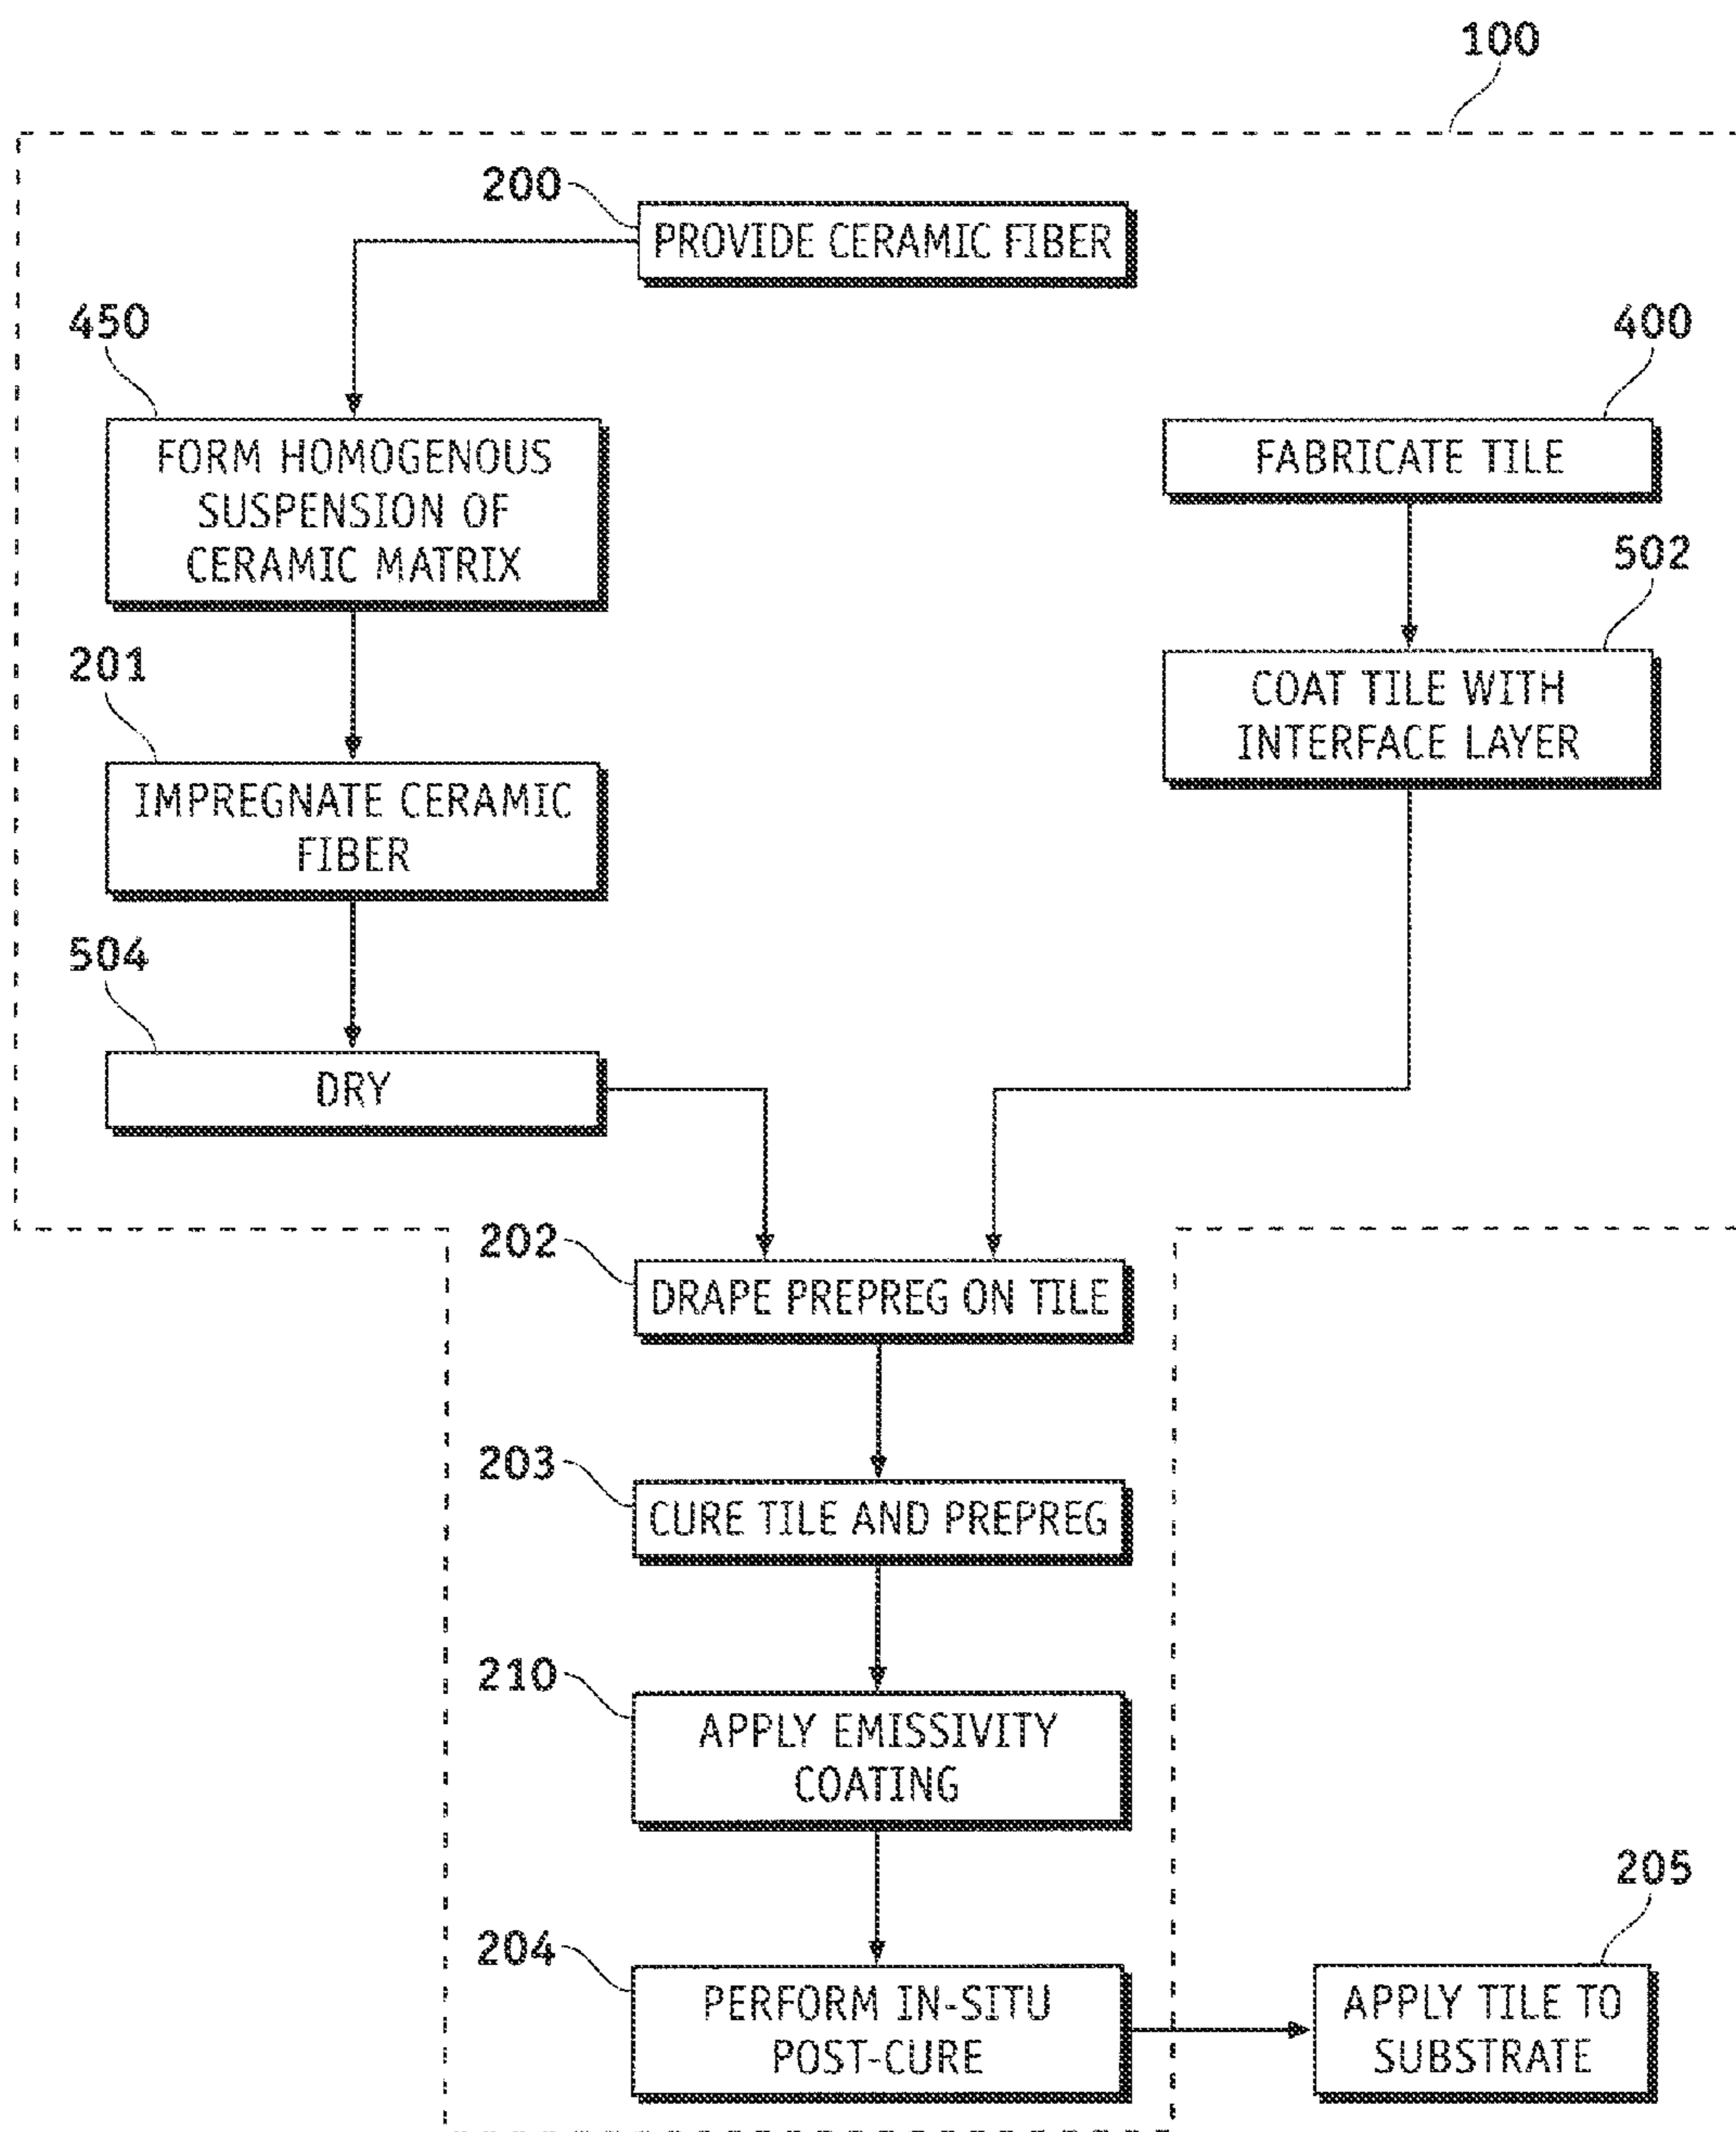 100
200
PROVIDE CERAMIC FIBER
450
FORM HOMOGENOUS
SUSPENSION OF
CERAMIC MATRIX
400
FABRICATE TILE
502
COAT TILE WITH
INTERFACE LAYER
201
IMPREGNATE CERAMIC
FIBER
504
DRY
202
DRAPE PREPREG ON TILE
203
CURE TILE AND PREPREG
210
APPLY EMISSIVITY
COATING
204
PERFORM IN-SITU
POST-CURE
205
APPLY TILE TO
SUBSTRATE